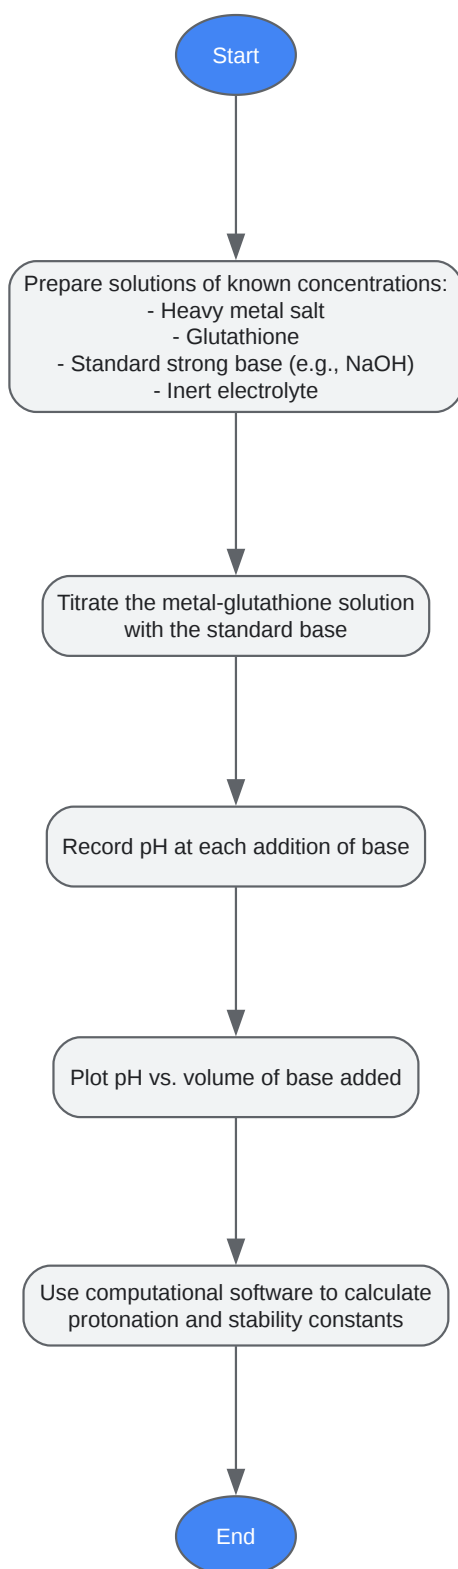 Start
Prepare solutions of known concentrations:
- Heavy metal salt
- Glutathione
- Standard strong base (e.g., NaOH)
- Inert electrolyte
Titrate the metal-glutathione solution
with the standard base
Record pH at each addition of base
Plot pH vs. volume of base added
Use computational software to calculate
protonation and stability constants
End